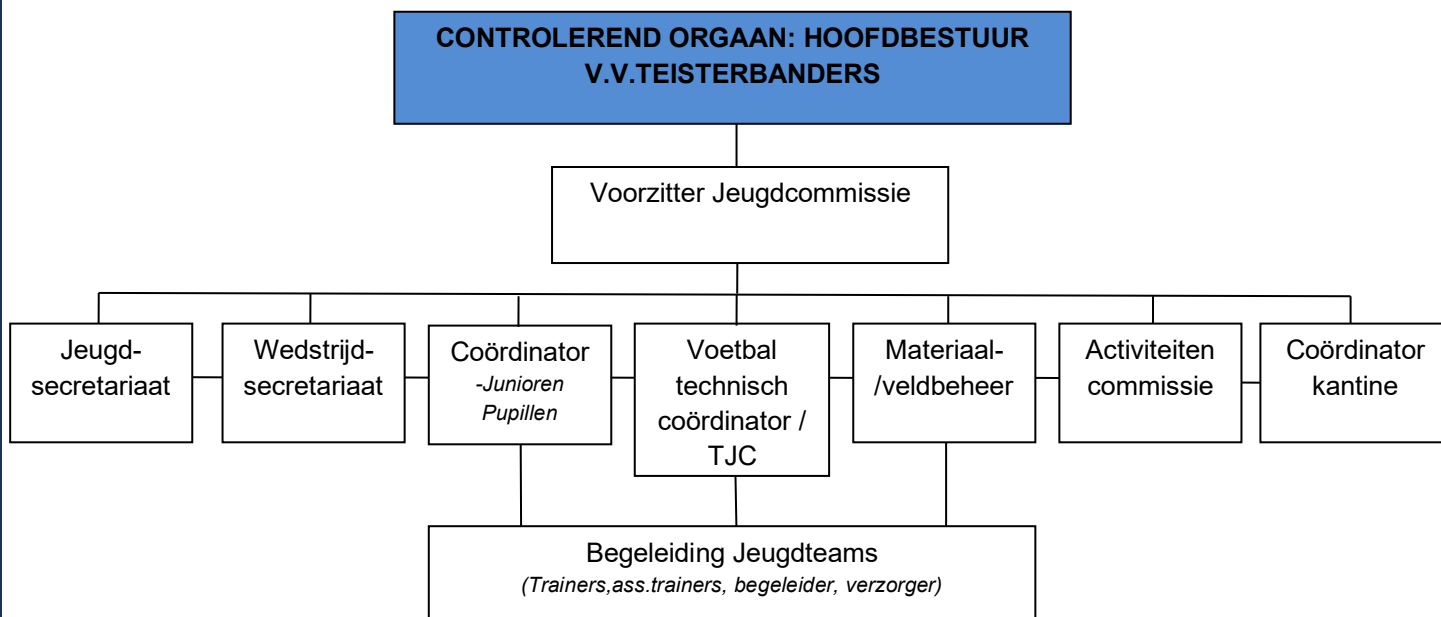 CONTROLEREND ORGAAN: HOOFDBESTUUR
V.V.TEISTERBANDERS
Voorzitter Jeugdcommissie
Jeugd-
secretariaat
Wedstrijd-
secretariaat
Coördinator
-Junioren
Pupillen
Voetbal
technisch
coördinator /
TJC
Materiaal-
/veldbeheer
Activiteiten
commissie
Coördinator
kantine
Begeleiding Jeugdteams
(Trainers,ass.trainers, begeleider, verzorger)